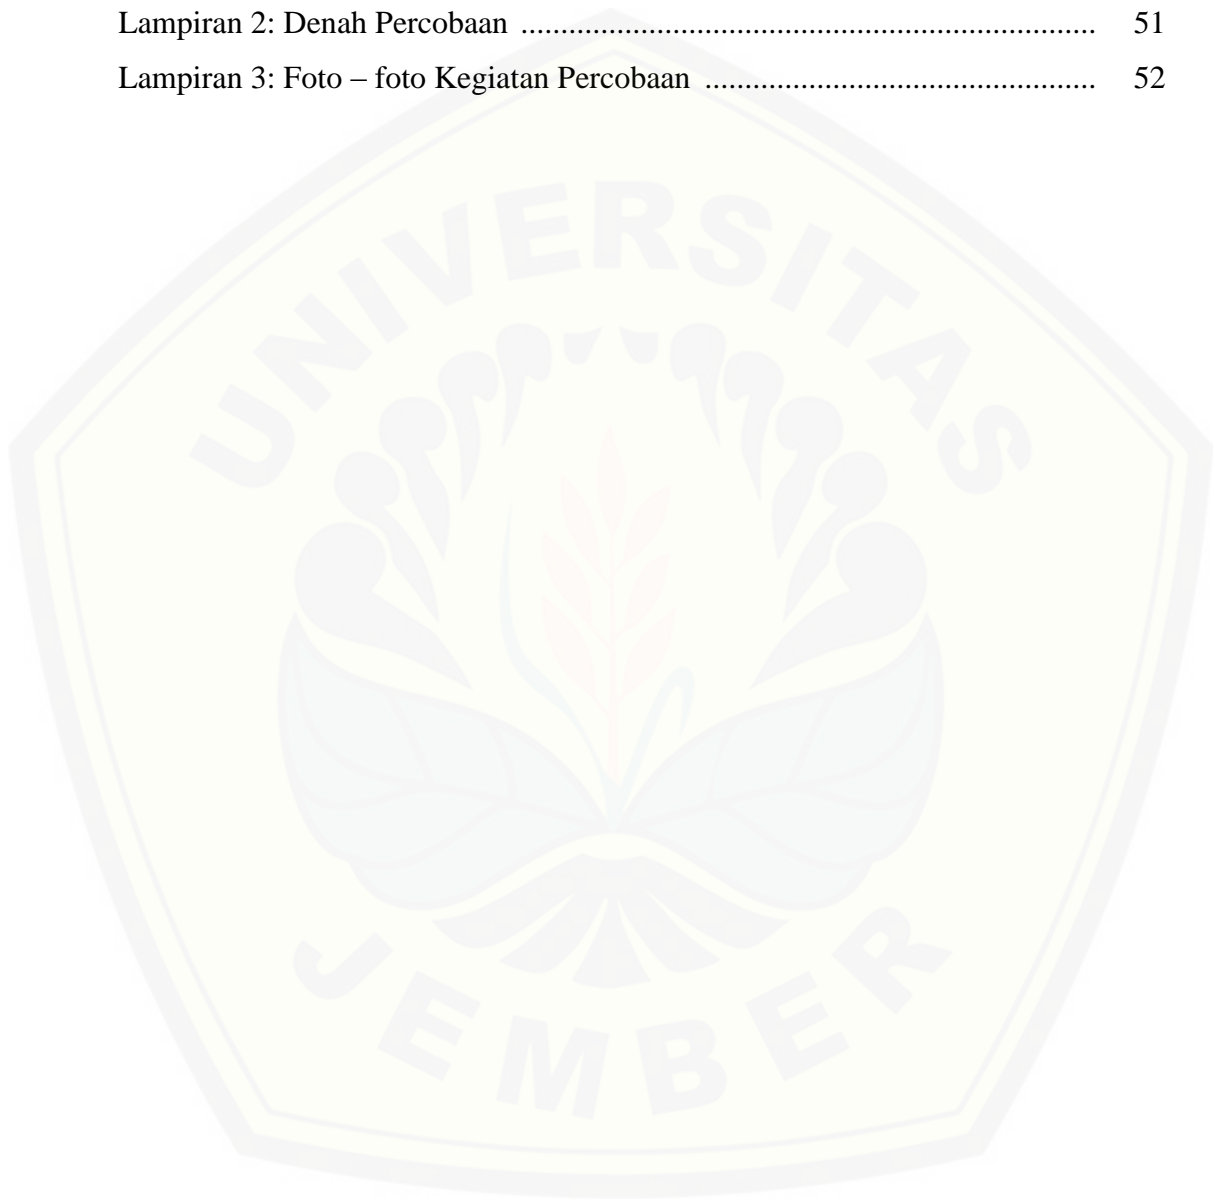 Lampiran 2: Denah Percobaan ........................................................................ 51
Lampiran 3: Foto – foto Kegiatan Percobaan ................................................. 52
UNIVERSITAS
JEMBER